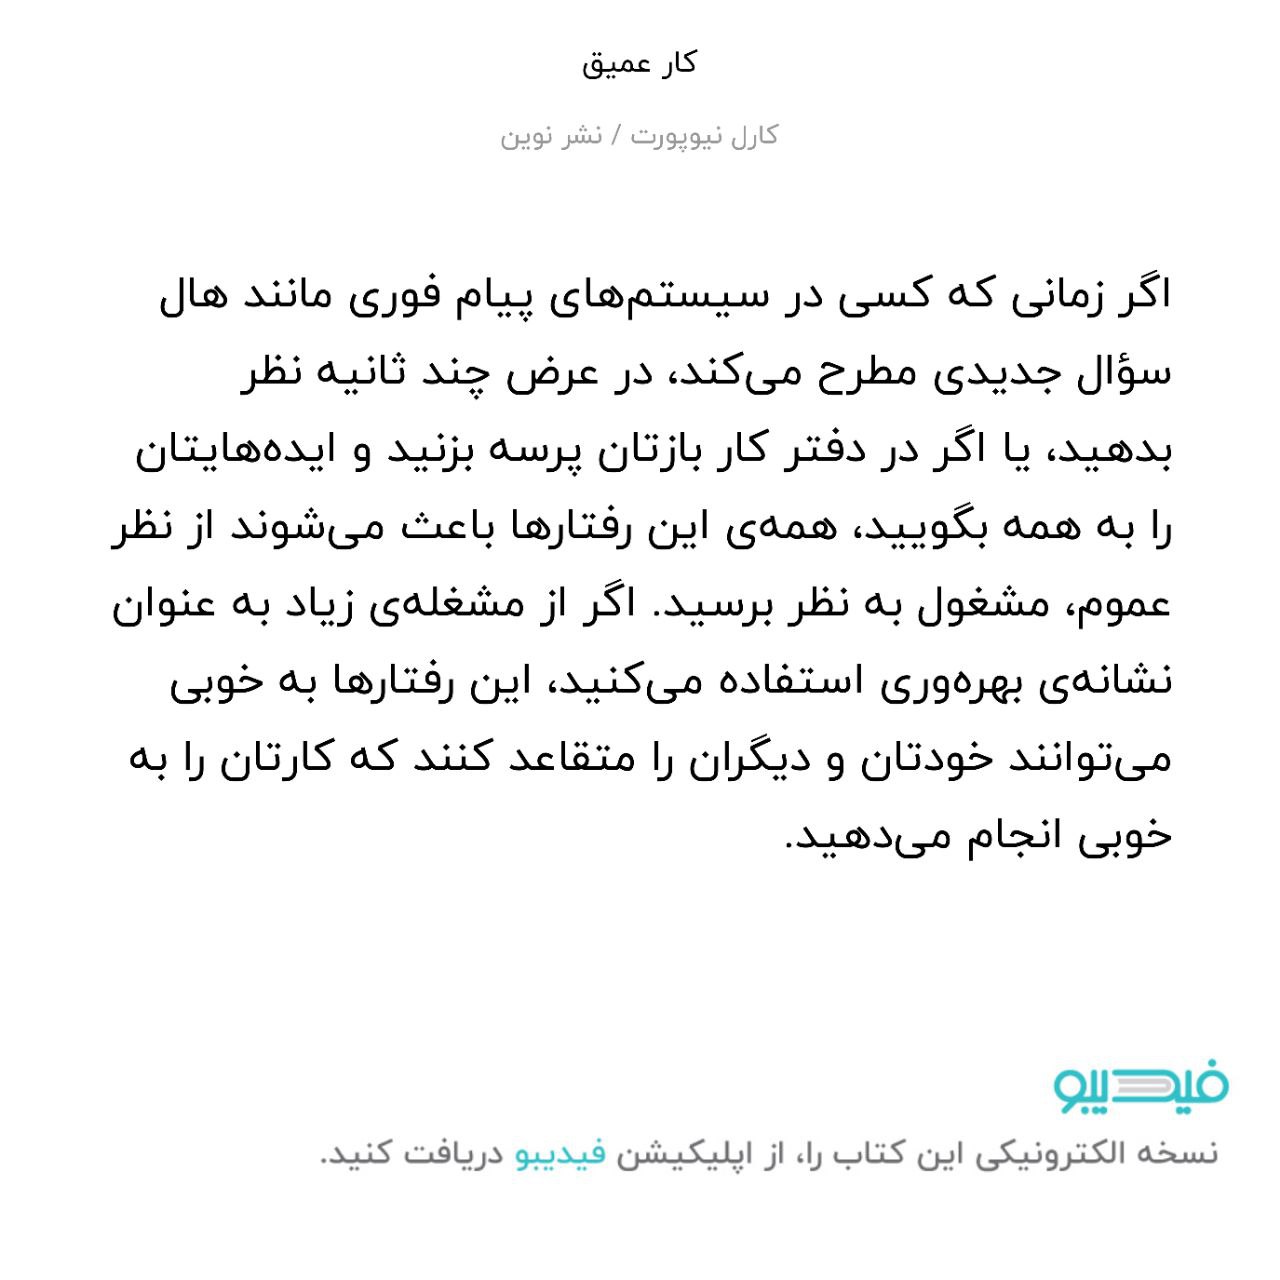 کار عمیق
کارل نیوپورت / نشر نوین
اگر زمانی که کسی در سیستم‌های پیام فوری مانند هال
سؤال جدیدی مطرح می‌کند، در عرض چند ثانیه نظر
بدهید، یا اگر در دفتر کار بازتان پرسه بزنید و ایده‌هایتان
را به همه بگویید، همه‌ی این رفتارها باعث می‌شوند از نظر
عموم، مشغول به نظر برسید. اگر از مشغله‌ی زیاد به عنوان
نشانه‌ی بهره‌وری استفاده می‌کنید، این رفتارها به خوبی
می‌توانند خودتان و دیگران را متقاعد کنند که کارتان را به
خوبی انجام می‌دهید.
فیدیبو
نسخه الکترونیکی این کتاب را، از اپلیکیشن فیدیبو دریافت کنید.